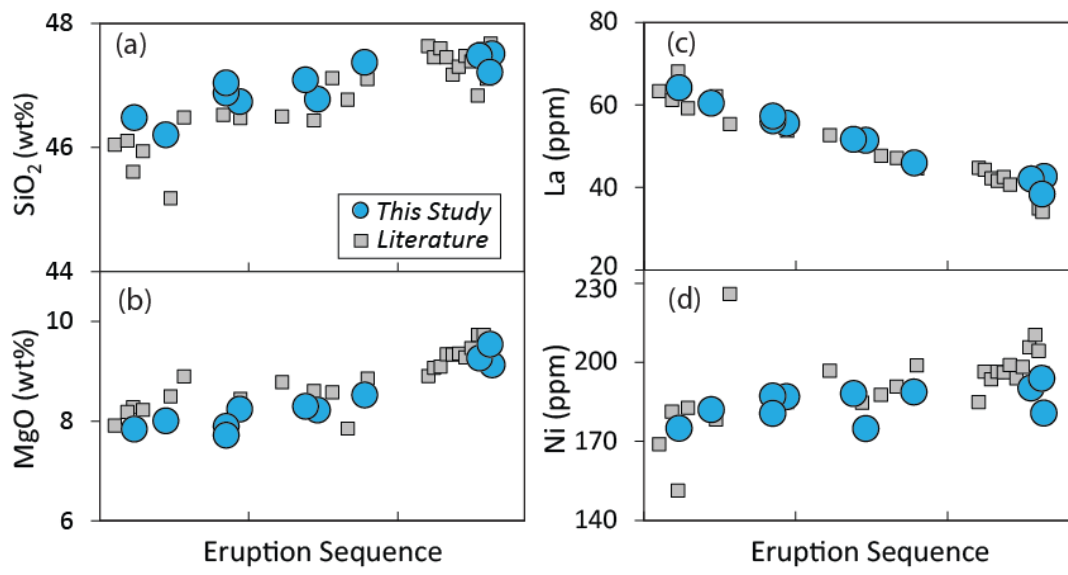 (a)
SiO2 (wt%)
48
46
44
This Study
Literature
(b)
MgO (wt%)
10
8
6
Eruption Sequence
(c)
La (ppm)
80
60
40
20
(d)
Ni (ppm)
230
200
170
140
Eruption Sequence